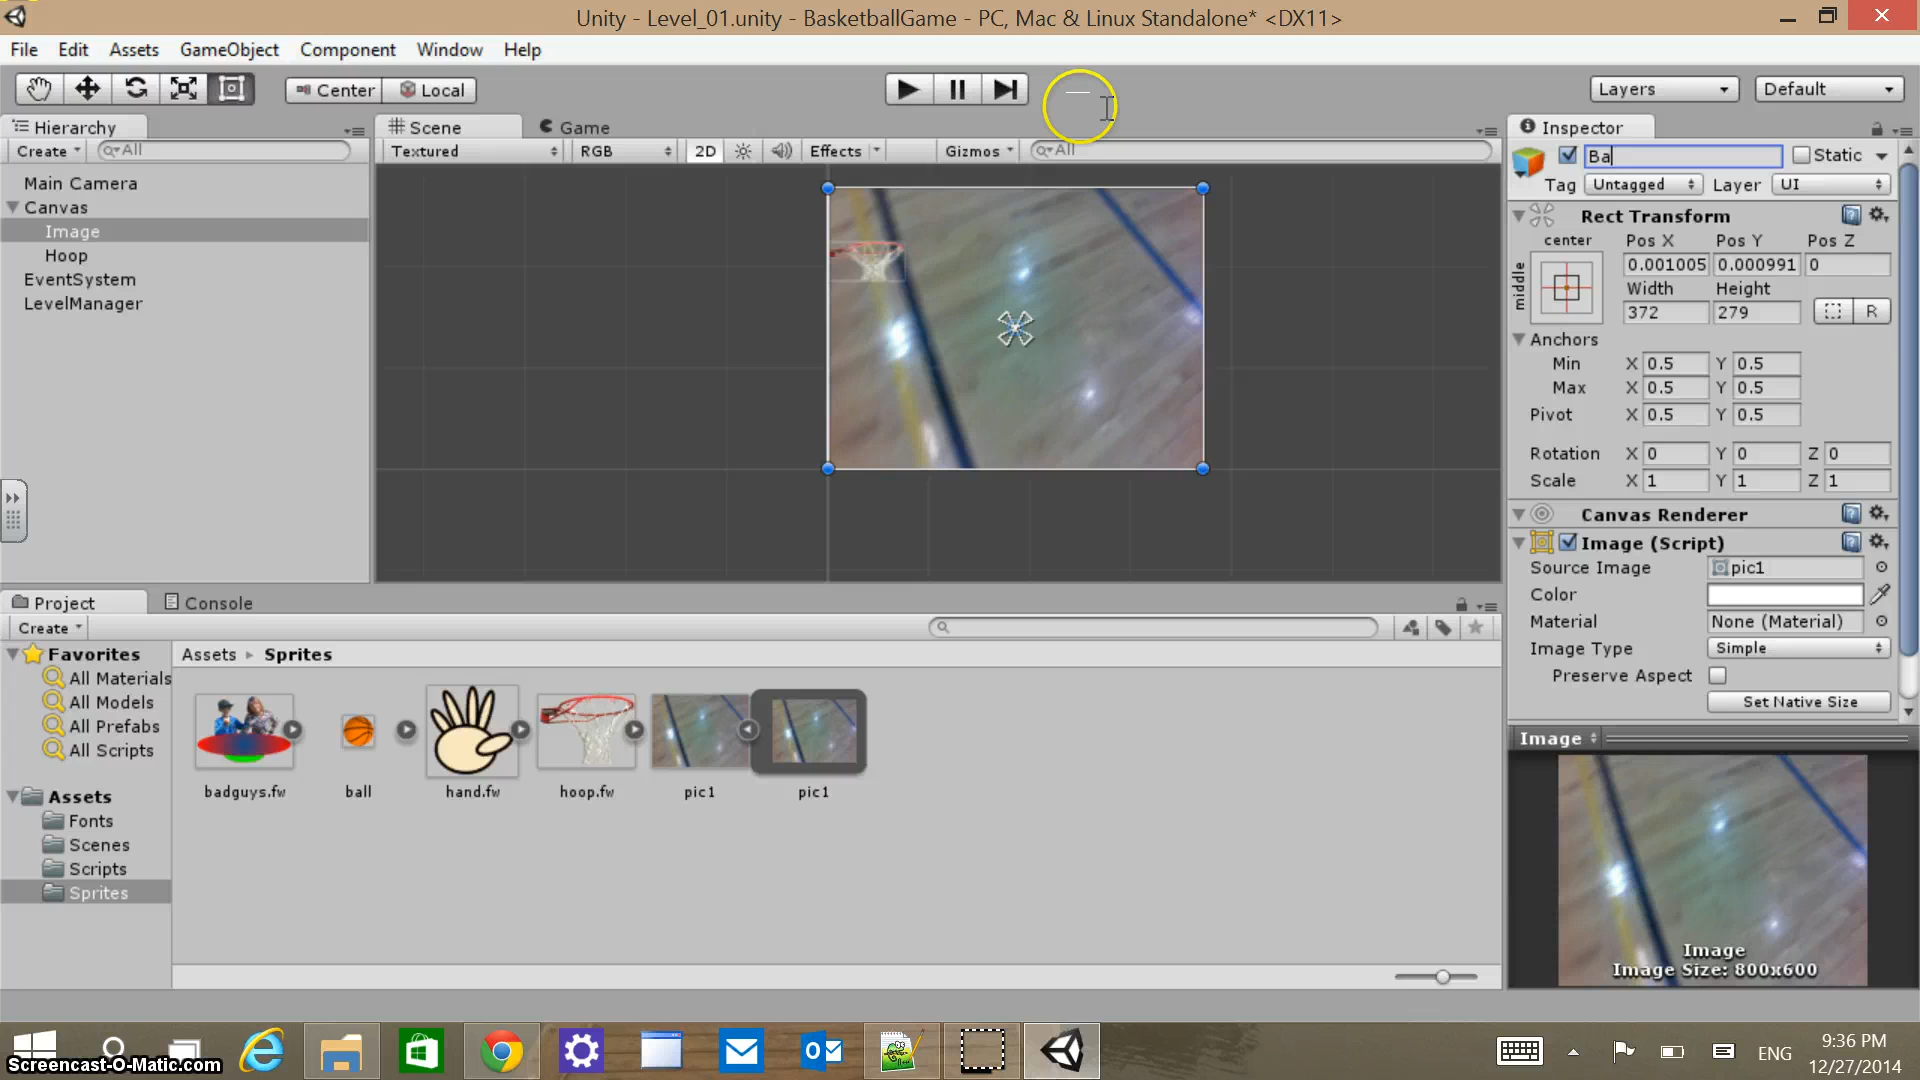 Unity - Level_01.unity - BasketballGame - PC, Mac & Linux Standalone* <DX11>
File Edit Assets GameObject Component Window Help
Center Local Layers Default
Hierarchy
Create All
Main Camera
Canvas
Image
Hoop
EventSystem
LevelManager
Scene Game
Textured RGB 2D Effects Gizmos All
Inspector
Ba Static
Tag Untagged Layer UI
Rect Transform
center Pos X Pos Y Pos Z
middle 0.001005 0.000991 0
Width Height
372 279 R
Anchors
Min X 0.5 Y 0.5
Max X 0.5 Y 0.5
Pivot X 0.5 Y 0.5
Rotation X 0 Y 0 Z 0
Scale X 1 Y 1 Z 1
Canvas Renderer
Image (Script)
Source Image pic1
Color
Material None (Material)
Image Type Simple
Preserve Aspect
Set Native Size
Image
Image
Image Size: 800x600
Project Console
Create
Favorites
All Materials
All Models
All Prefabs
All Scripts
Assets
Fonts
Scenes
Scripts
Sprites
Assets Sprites
badguys.fw ball hand.fw hoop.fw pic1 pic1
Screencast-O-Matic.com
ENG
9:36 PM
12/27/2014